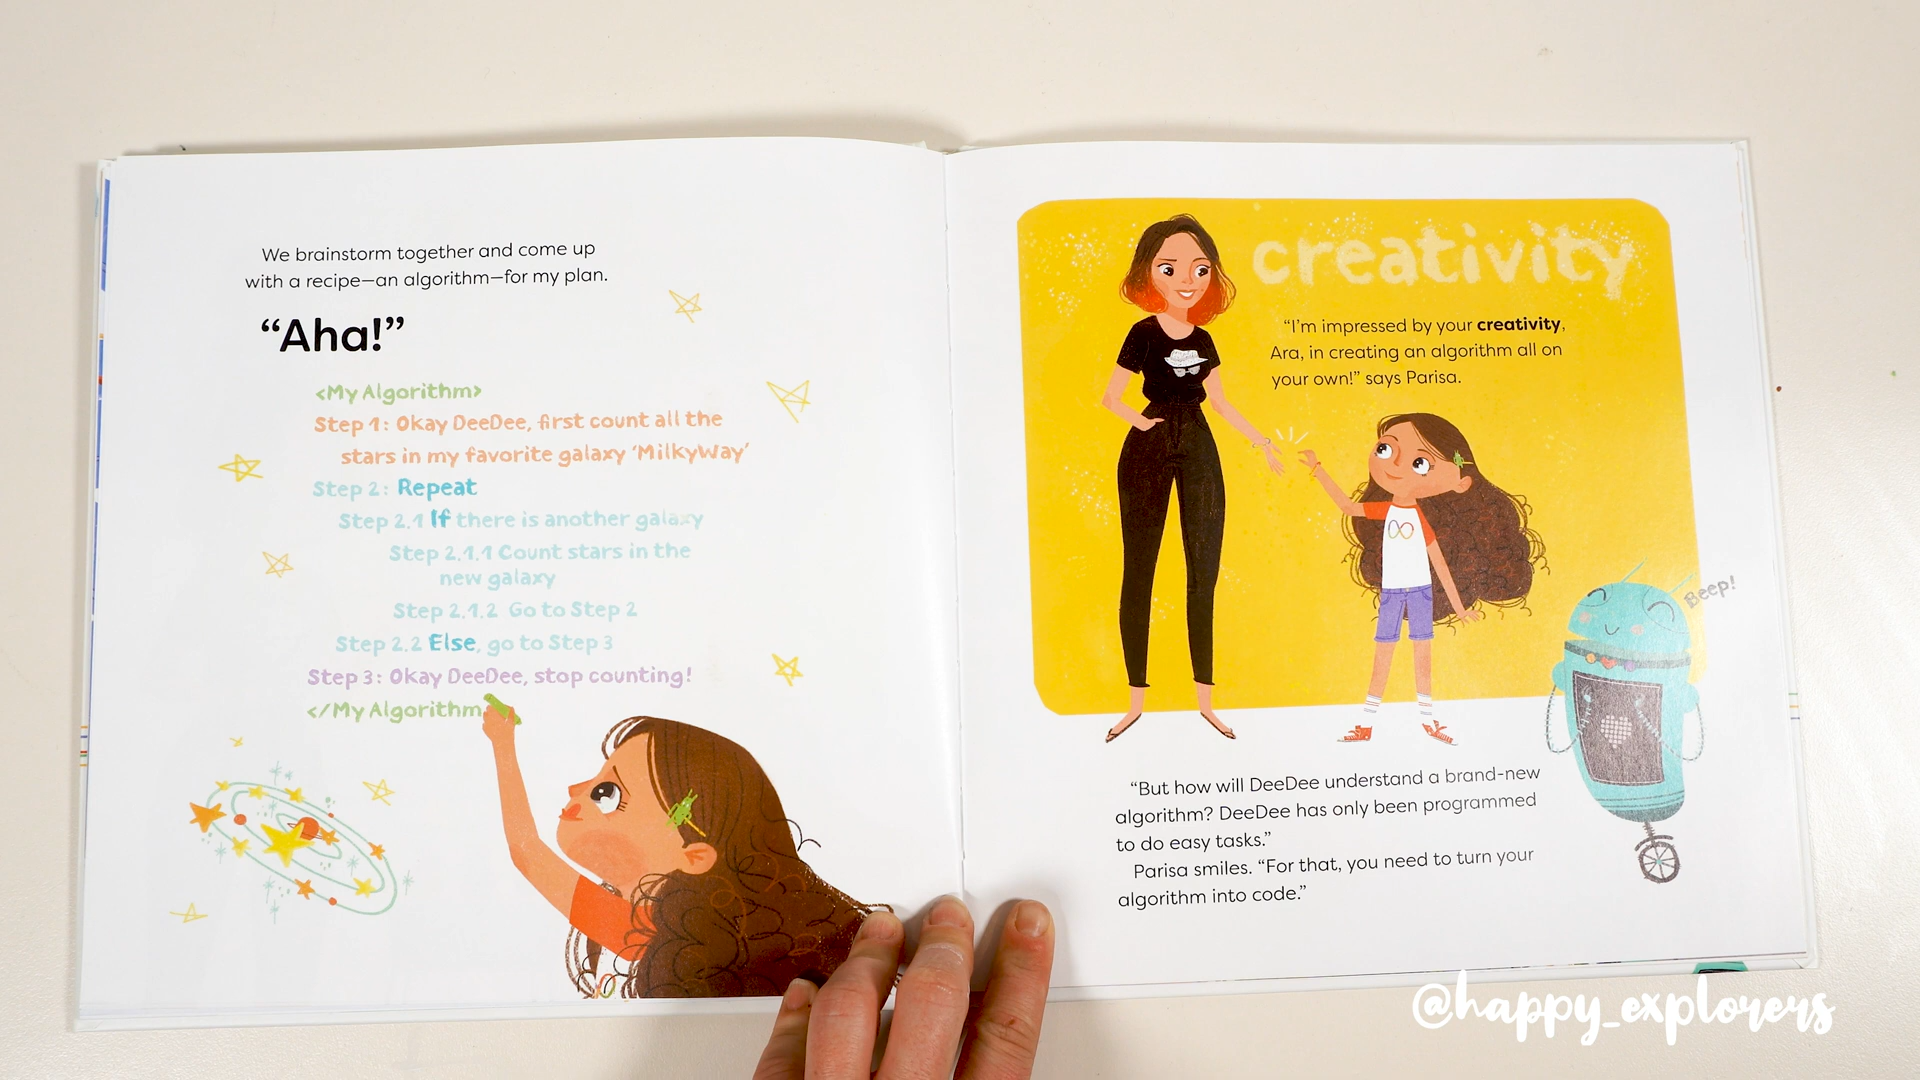 We brainstorm together and come up
with a recipe—an algorithm—for my plan.
“Aha!”
<My Algorithm>
Step 1: Okay DeeDee, first count all the
stars in my favorite galaxy ‘MilkyWay’
Step 2: Repeat
Step 2.1 If there is another galaxy
Step 2.1.1 Count stars in the
new galaxy
Step 2.1.2 Go to Step 2
Step 2.2 Else, go to Step 3
Step 3: Okay DeeDee, stop counting!
</My Algorithm
creativity
“I’m impressed by your creativity,
Ara, in creating an algorithm all on
your own!” says Parisa.
Beep!
“But how will DeeDee understand a brand-new
algorithm? DeeDee has only been programmed
to do easy tasks.”
Parisa smiles. “For that, you need to turn your
algorithm into code.”
@happy_explorers